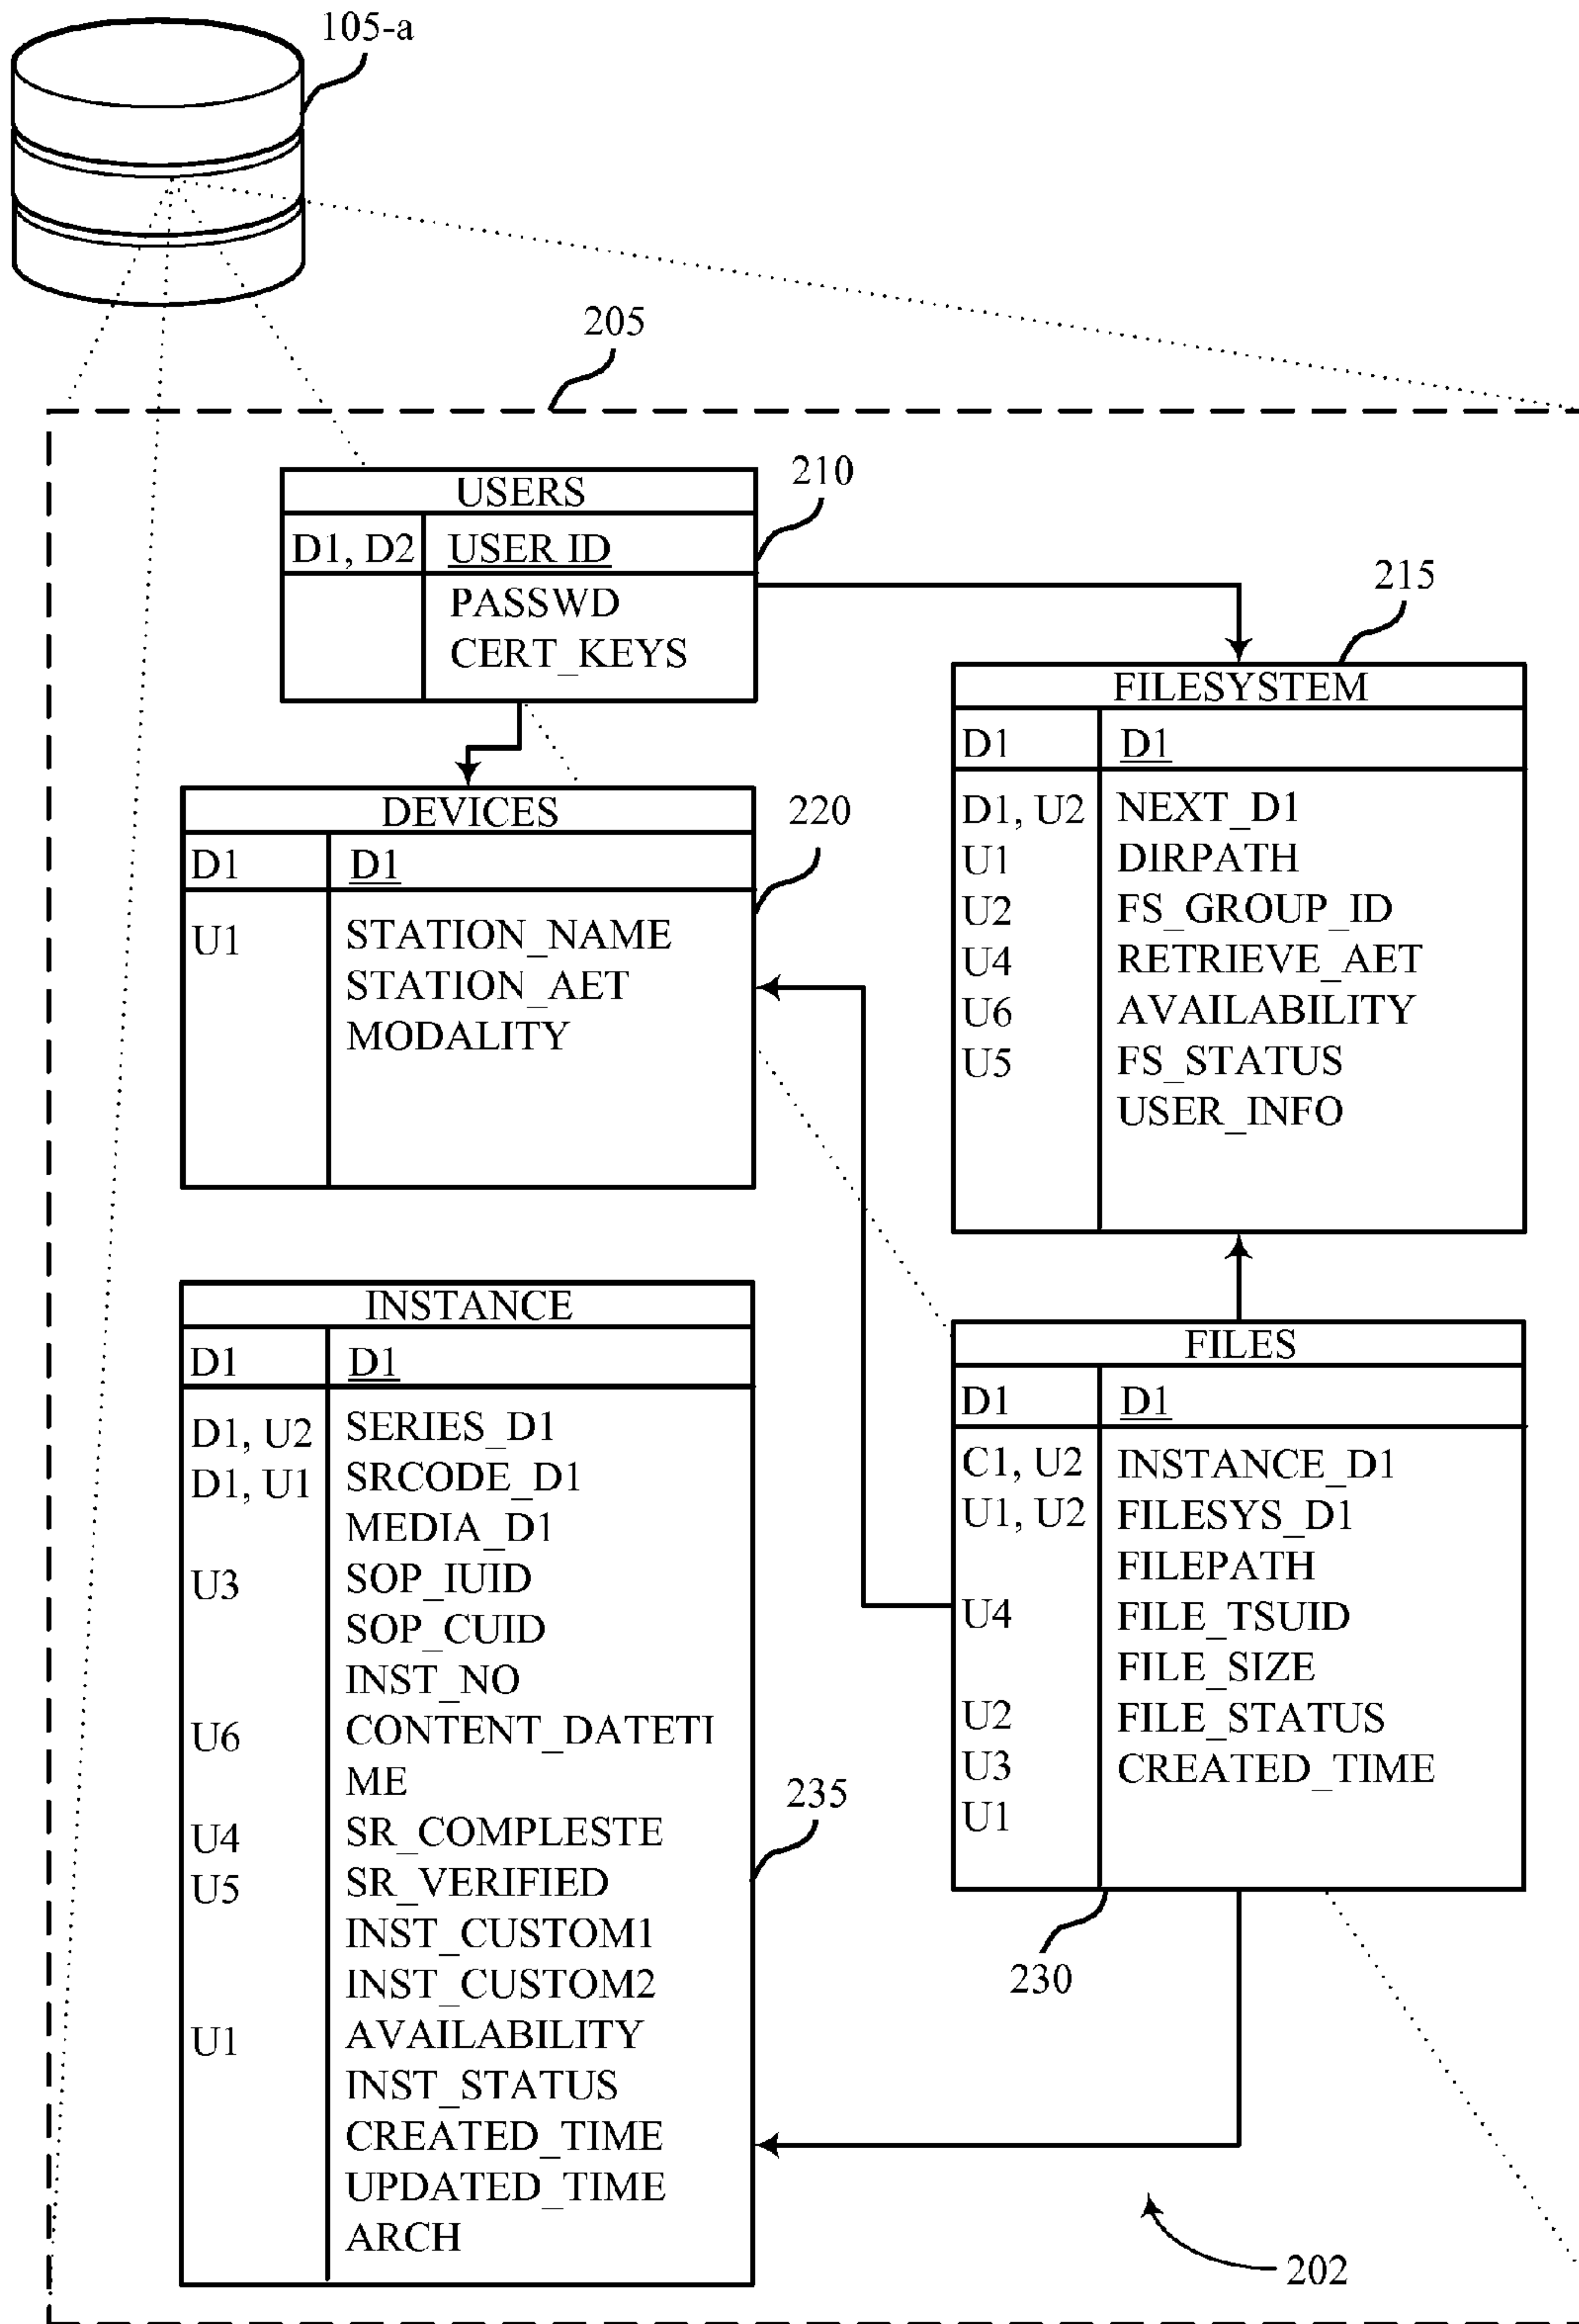 105-a
205
USERS
210
D1, D2 USER ID
PASSWD
CERT_KEYS
215
FILESYSTEM
D1 D1
D1, U2 NEXT_D1
U1 DIRPATH
U2 FS_GROUP_ID
U4 RETRIEVE_AET
U6 AVAILABILITY
U5 FS_STATUS
USER_INFO
DEVICES
220
D1 D1
U1 STATION_NAME
STATION_AET
MODALITY
INSTANCE
D1 D1
D1, U2 SERIES_D1
D1, U1 SRCODE_D1
MEDIA_D1
U3 SOP_IUID
SOP_CUID
INST_NO
U6 CONTENT_DATETI
ME
U4 SR_COMPLESTE
U5 SR_VERIFIED
INST_CUSTOM1
INST_CUSTOM2
U1 AVAILABILITY
INST_STATUS
CREATED_TIME
UPDATED_TIME
ARCH
235
FILES
D1 D1
C1, U2 INSTANCE_D1
U1, U2 FILESYS_D1
FILEPATH
U4 FILE_TSUID
FILE_SIZE
U2 FILE_STATUS
U3 CREATED_TIME
U1
230
202